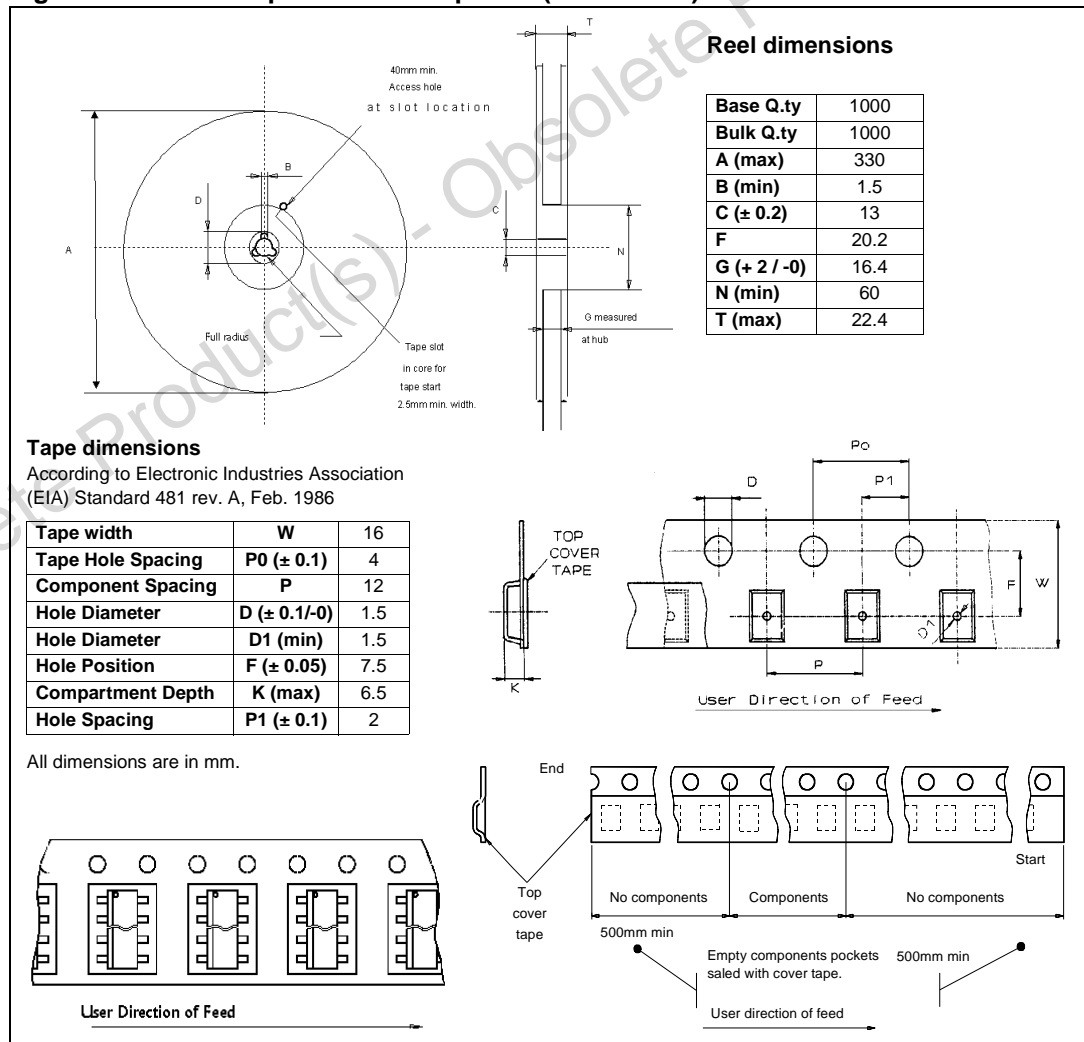 Reel dimensions
Base Q.ty 1000
Bulk Q.ty 1000
A (max) 330
B (min) 1.5
C (± 0.2) 13
F 20.2
G (+ 2 / -0) 16.4
N (min) 60
T (max) 22.4
T
40mm min.
Access hole
at slot location
B
D
A
C
N
Full radius
Tape slot
in core for
tape start
2.5mm min. width.
G measured
at hub
Obsolete
Product(s) - Obsolete P
Tape dimensions
According to Electronic Industries Association
(EIA) Standard 481 rev. A, Feb. 1986
Tape width W 16
Tape Hole Spacing P0 (± 0.1) 4
Component Spacing P 12
Hole Diameter D (± 0.1/-0) 1.5
Hole Diameter D1 (min) 1.5
Hole Position F (± 0.05) 7.5
Compartment Depth K (max) 6.5
Hole Spacing P1 (± 0.1) 2
All dimensions are in mm.
TOP
COVER
TAPE
K
Po
D
P1
F
W
D1
P
User Direction of Feed
End
Start
Top
cover
tape
No components
Components
No components
500mm min
Empty components pockets
saled with cover tape.
500mm min
User direction of feed
User Direction of Feed